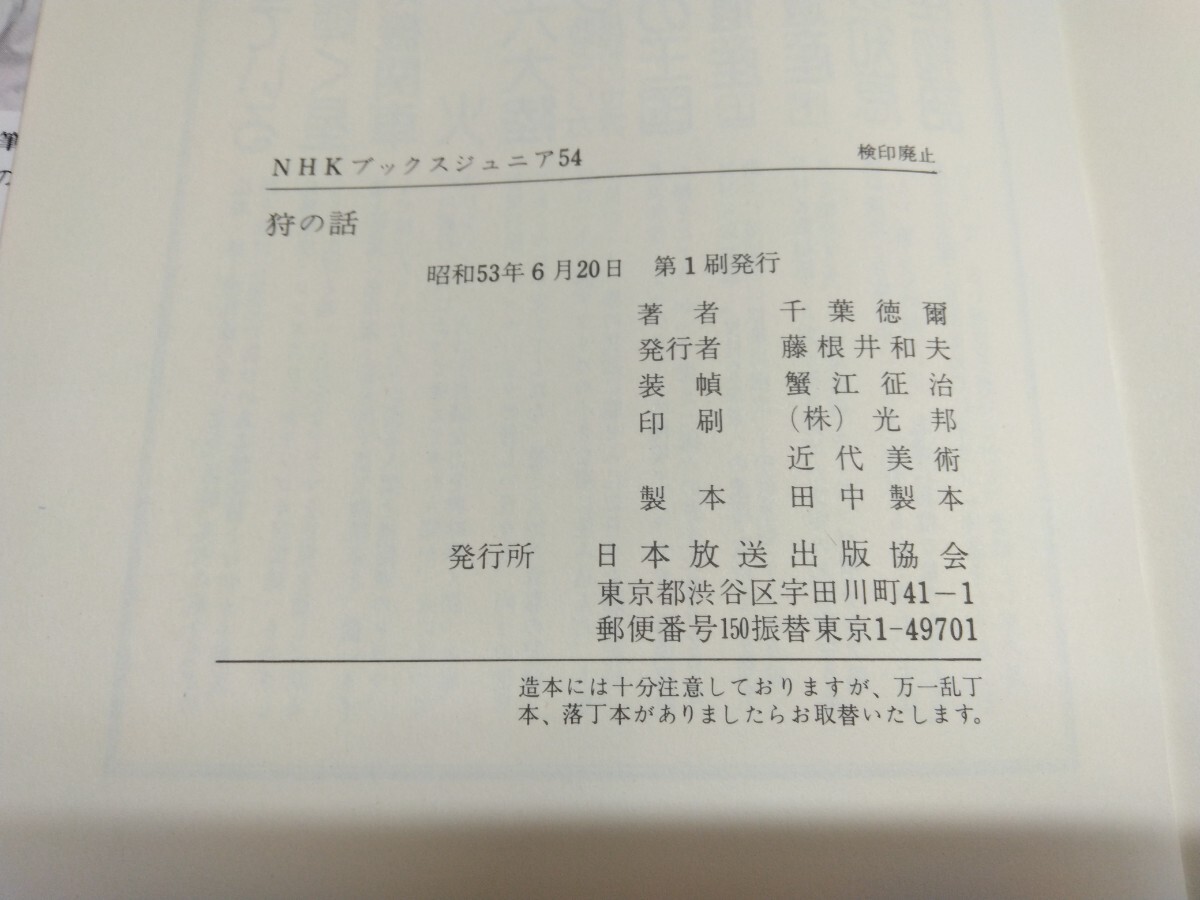 NHKブックスジュニア54 検印廃止
狩の話
昭和53年6月20日 第1刷発行
著者 千葉徳爾
発行者 藤根井和夫
装幀 蟹江征治
印刷 (株)光邦
近代美術
製本 田中製本
発行所 日本放送出版協会
東京都渋谷区宇田川町41-1
郵便番号150振替東京1-49701
造本には十分注意しておりますが、万一乱丁
本、落丁本がありましたらお取替いたします。
筆
の